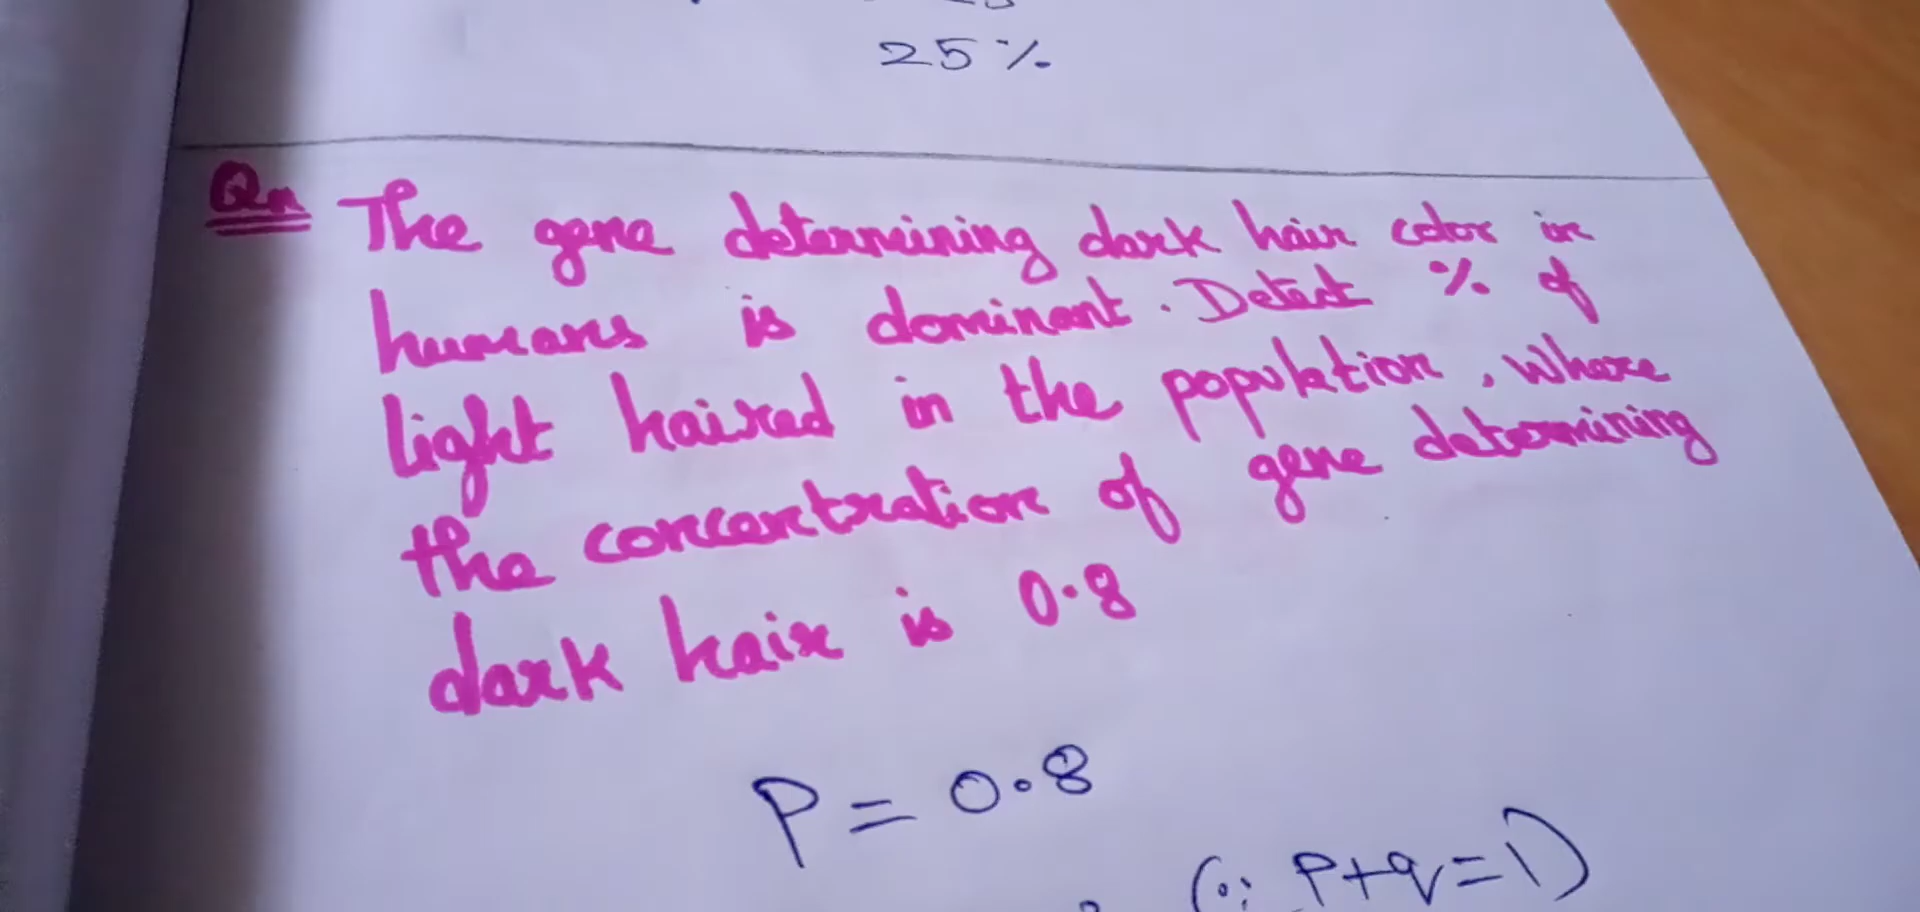 25%
Qn The gene determining dark hair color in
humans is dominant. Detect % of
light haired in the population, where
the concentration of gene determining
dark hair is 0.8
P = 0.8
(∵ P+q=1)